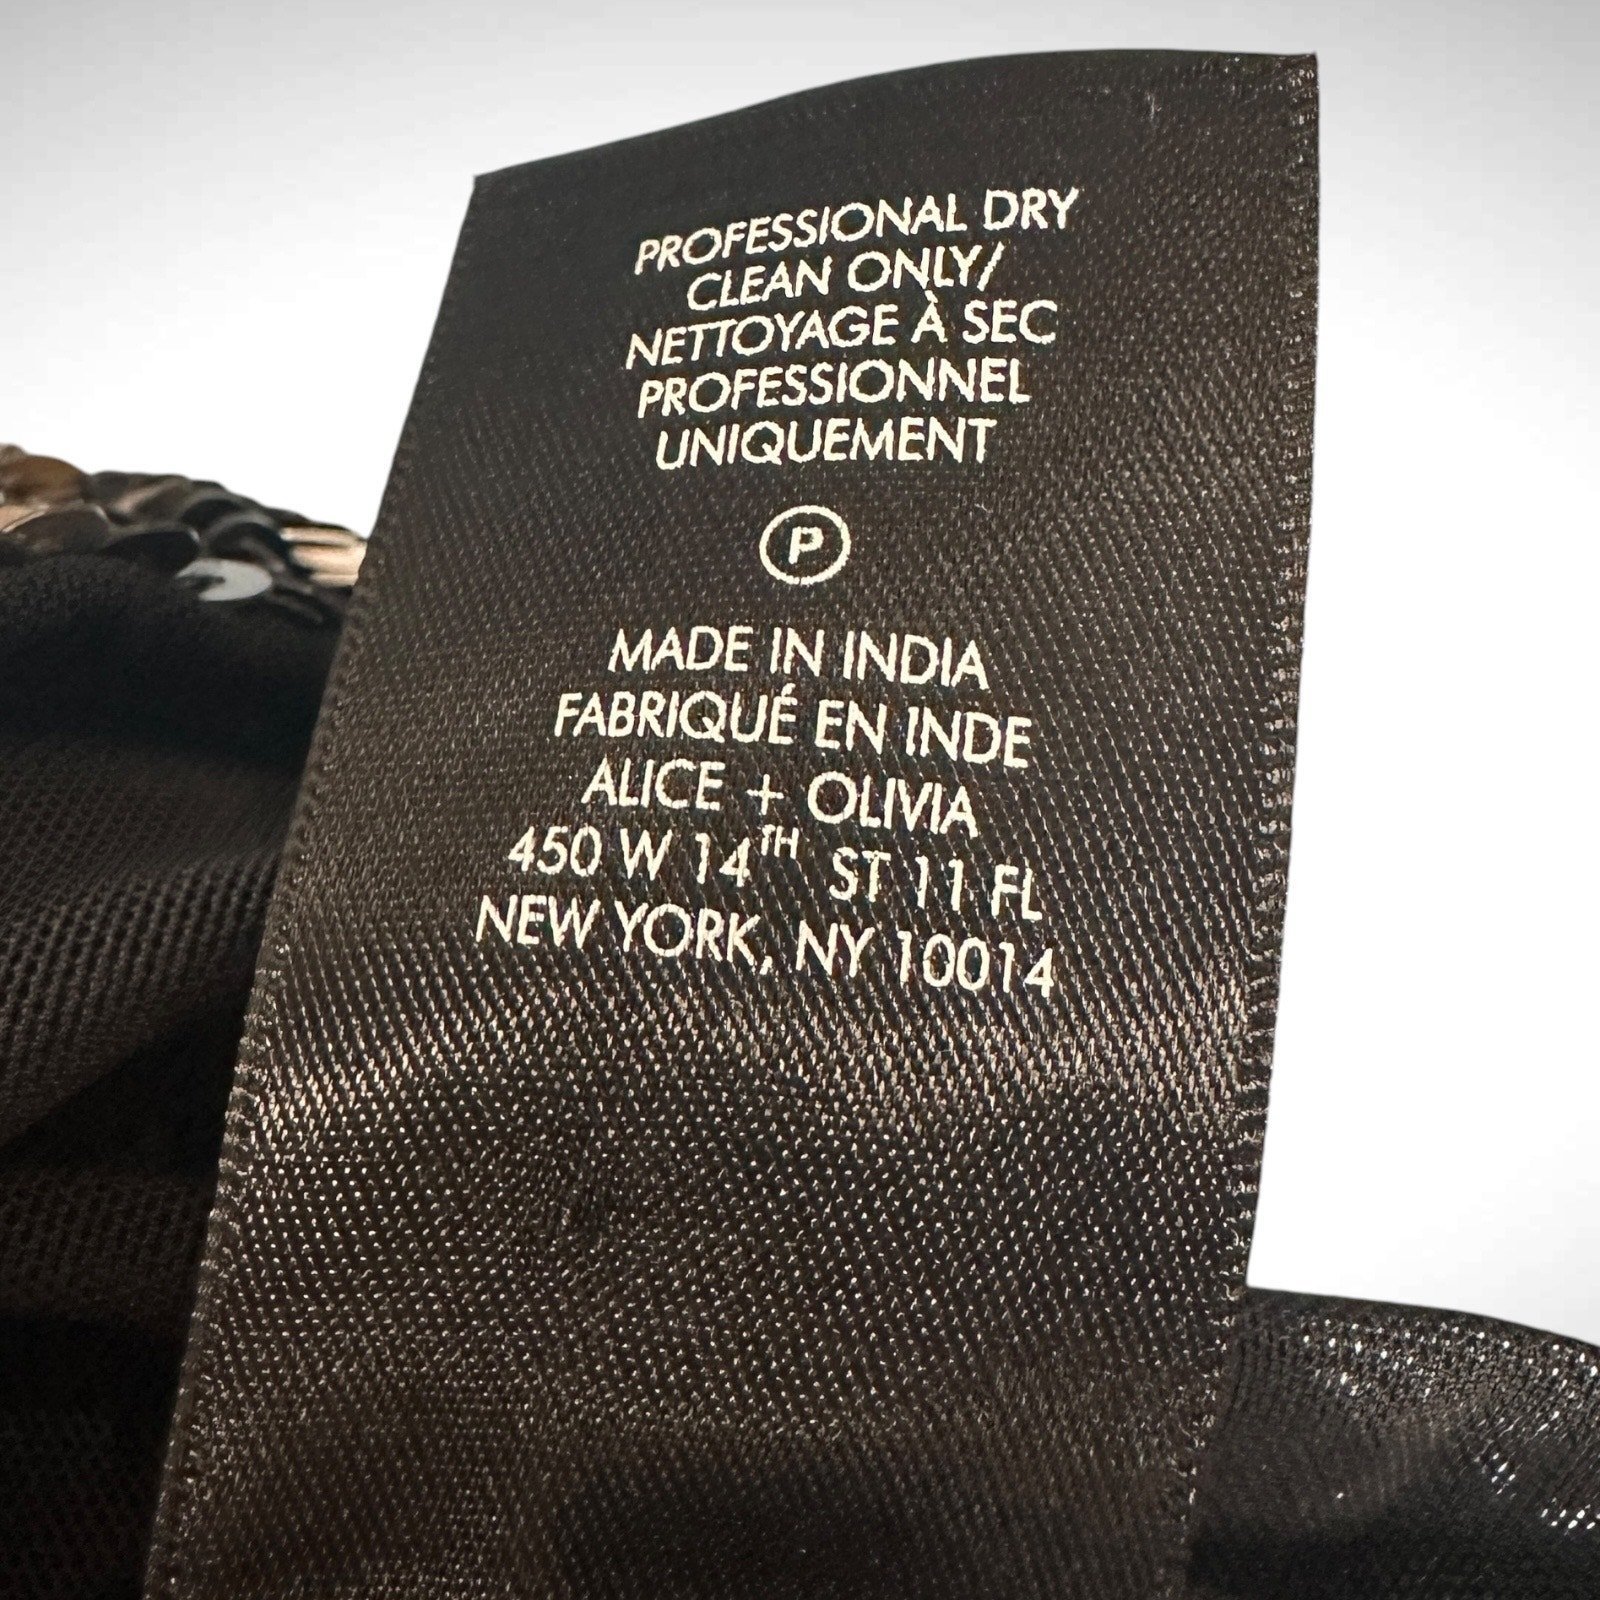 PROFESSIONAL DRY
CLEAN ONLY/
NETTOYAGE À SEC
PROFESSIONNEL
UNIQUEMENT
P
MADE IN INDIA
FABRIQUÉ EN INDE
ALICE + OLIVIA
450 W 14TH ST 11 FL
NEW YORK, NY 10014